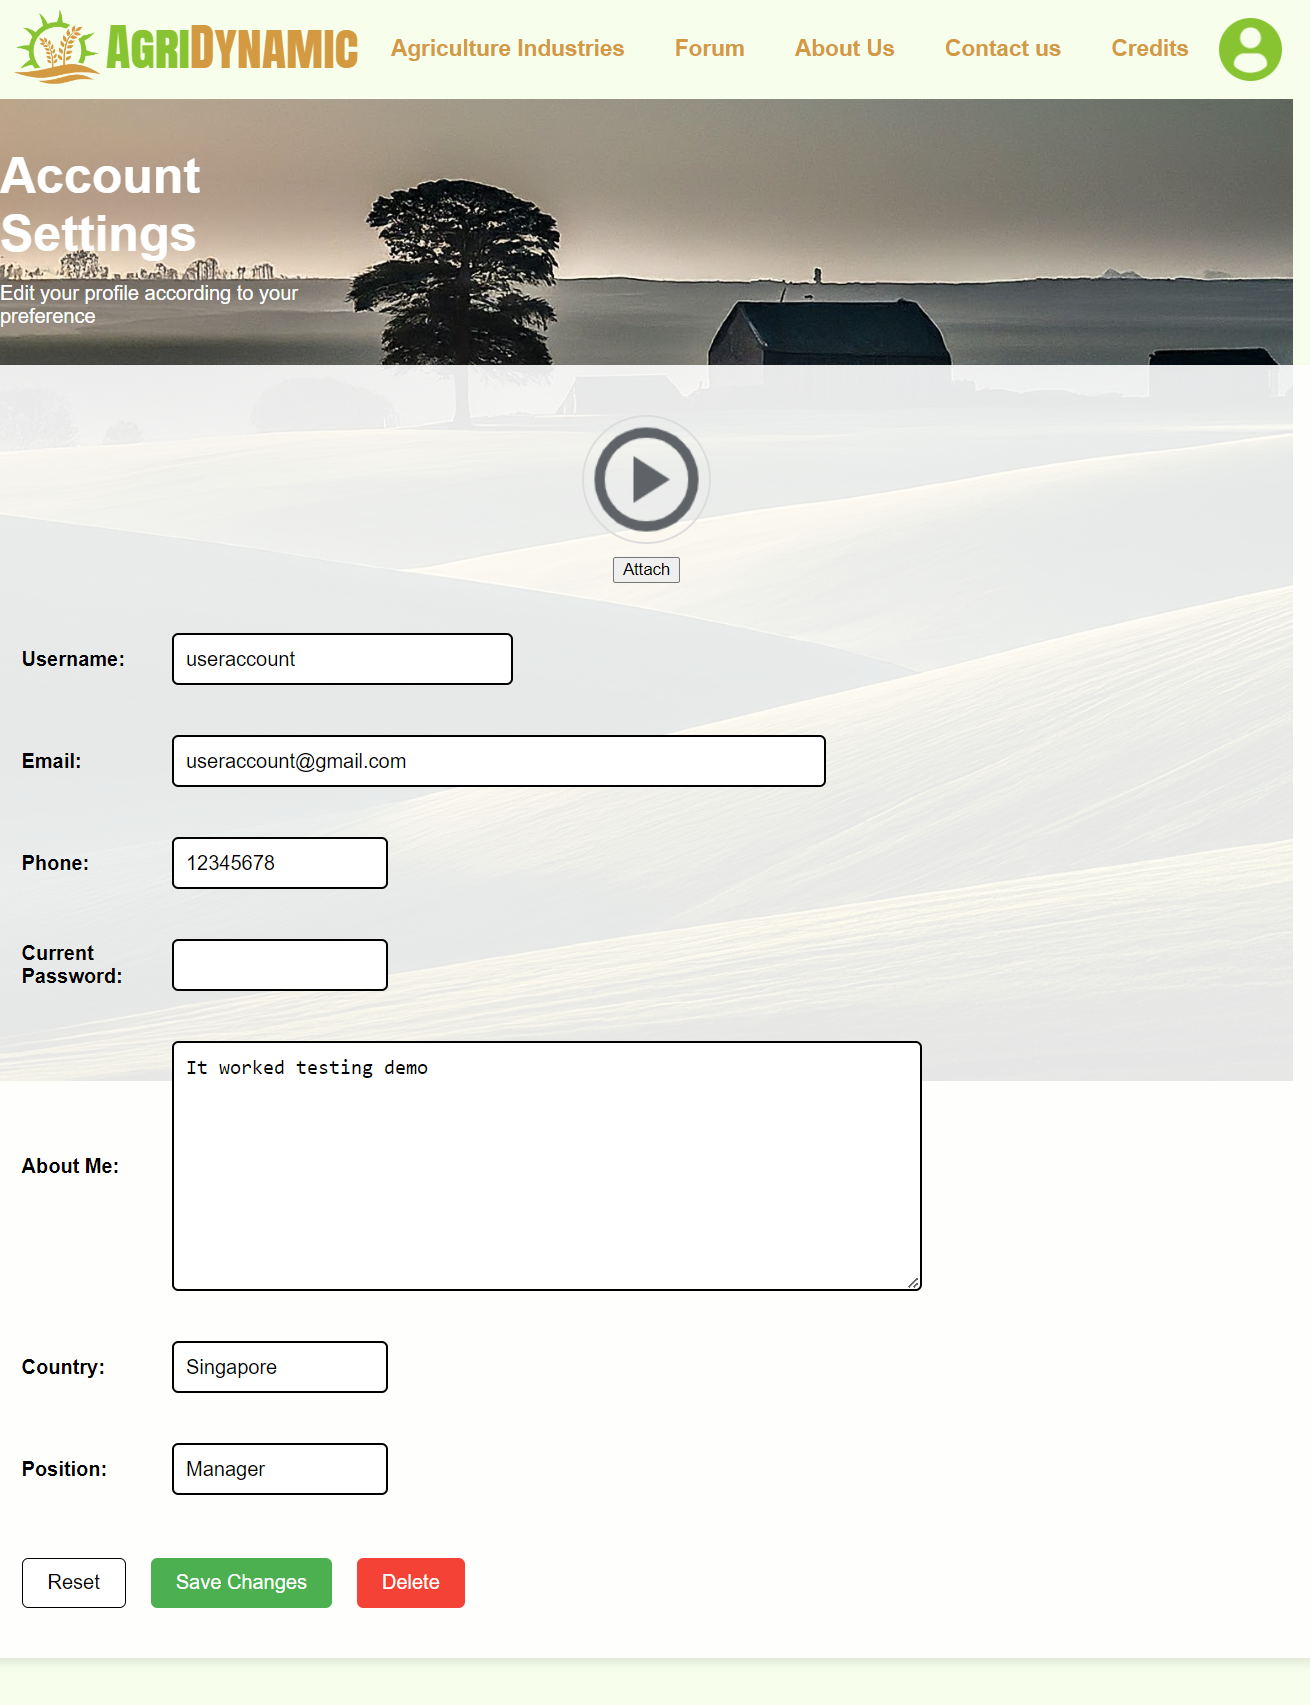 AGRIDYNAMIC Agriculture Industries Forum About Us Contact us Credits
Account
Settings
Edit your profile according to your
preference
Attach
Username: useraccount
Email: useraccount@gmail.com
Phone: 12345678
Current
Password:
It worked testing demo
About Me:
Country: Singapore
Position: Manager
Reset Save Changes Delete